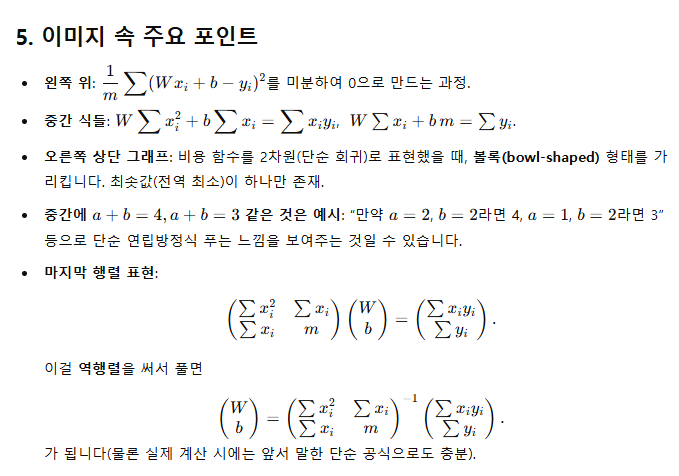 5. 이미지 속 주요 포인트
• 왼쪽 위: $\frac{1}{m}\sum(Wx_i + b - y_i)^2$를 미분하여 0으로 만드는 과정.
• 중간 식들: $W\sum x_i^2 + b\sum x_i = \sum x_i y_i$, $W\sum x_i + b\,m = \sum y_i$.
• 오른쪽 상단 그래프: 비용 함수를 2차원(단순 회귀)로 표현했을 때, 볼록(bowl-shaped) 형태를 가
리킵니다. 최솟값(전역 최소)이 하나만 존재.
• 중간에 $a + b = 4, a + b = 3$ 같은 것은 예시: “만약 $a = 2$, $b = 2$라면 4, $a = 1$, $b = 2$라면 3”
등으로 단순 연립방정식 푸는 느낌을 보여주는 것일 수 있습니다.
• 마지막 행렬 표현:
$\begin{pmatrix} \sum x_i^2 & \sum x_i \\ \sum x_i & m \end{pmatrix} \begin{pmatrix} W \\ b \end{pmatrix} = \begin{pmatrix} \sum x_i y_i \\ \sum y_i \end{pmatrix}.$
이걸 역행렬을 써서 풀면
$\begin{pmatrix} W \\ b \end{pmatrix} = \begin{pmatrix} \sum x_i^2 & \sum x_i \\ \sum x_i & m \end{pmatrix}^{-1} \begin{pmatrix} \sum x_i y_i \\ \sum y_i \end{pmatrix}.$
가 됩니다(물론 실제 계산 시에는 앞서 말한 단순 공식으로도 충분).